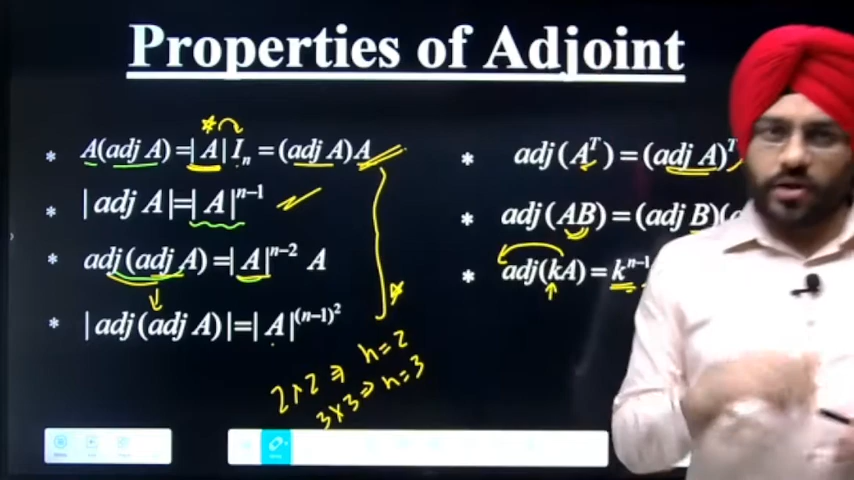 Properties of Adjoint
* A(adj A)=|A|Iₙ=(adj A)A
* |adj A|=|A|ⁿ⁻¹
* adj(adj A)=|A|ⁿ⁻² A
* |adj(adj A)|=|A|⁽ⁿ⁻¹⁾²
2×2 ⇒ n=2
3×3 ⇒ n=3
* adj(Aᵀ)=(adj A)ᵀ
* adj(AB)=(adj B)(
* adj(kA)=kⁿ⁻¹